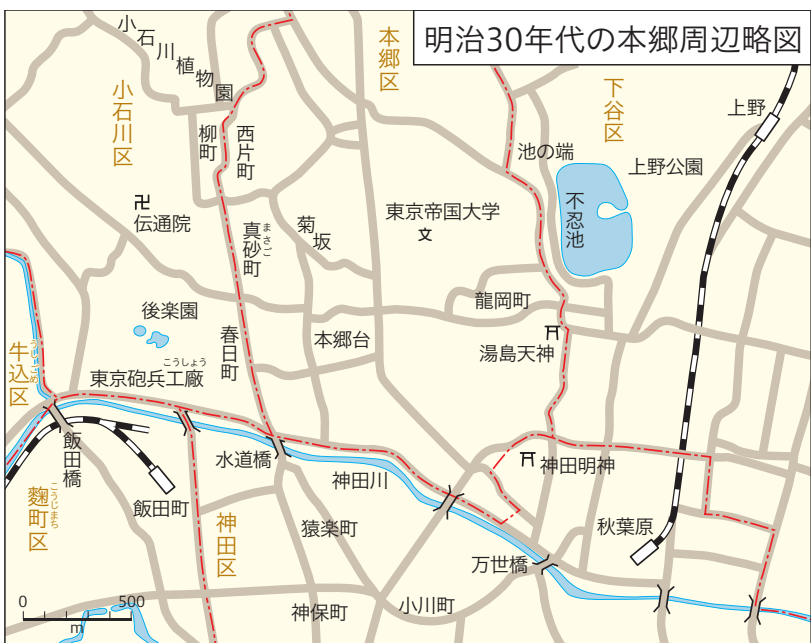 明治30年代の本郷周辺略図
小石川植物園
本郷区
小石川区
下谷区
上野
柳町
西片町
池の端
上野公園
卍
伝通院
真砂町
まさご
菊坂
東京帝国大学
文
不忍池
後楽園
龍岡町
春日町
本郷台
湯島天神
牛込区
うしごめ
東京砲兵工廠
こうしょう
飯田橋
水道橋
神田川
神田明神
麴町区
こうじまち
飯田町
神田区
猿楽町
秋葉原
万世橋
神保町
小川町
0 500
m